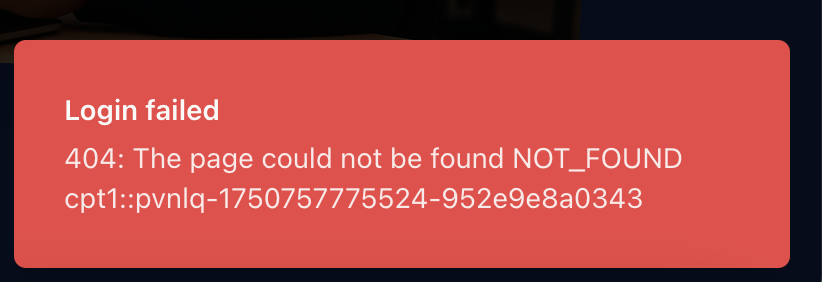 Login failed
404: The page could not be found NOT_FOUND
cpt1::pvnlq-1750757775524-952e9e8a0343